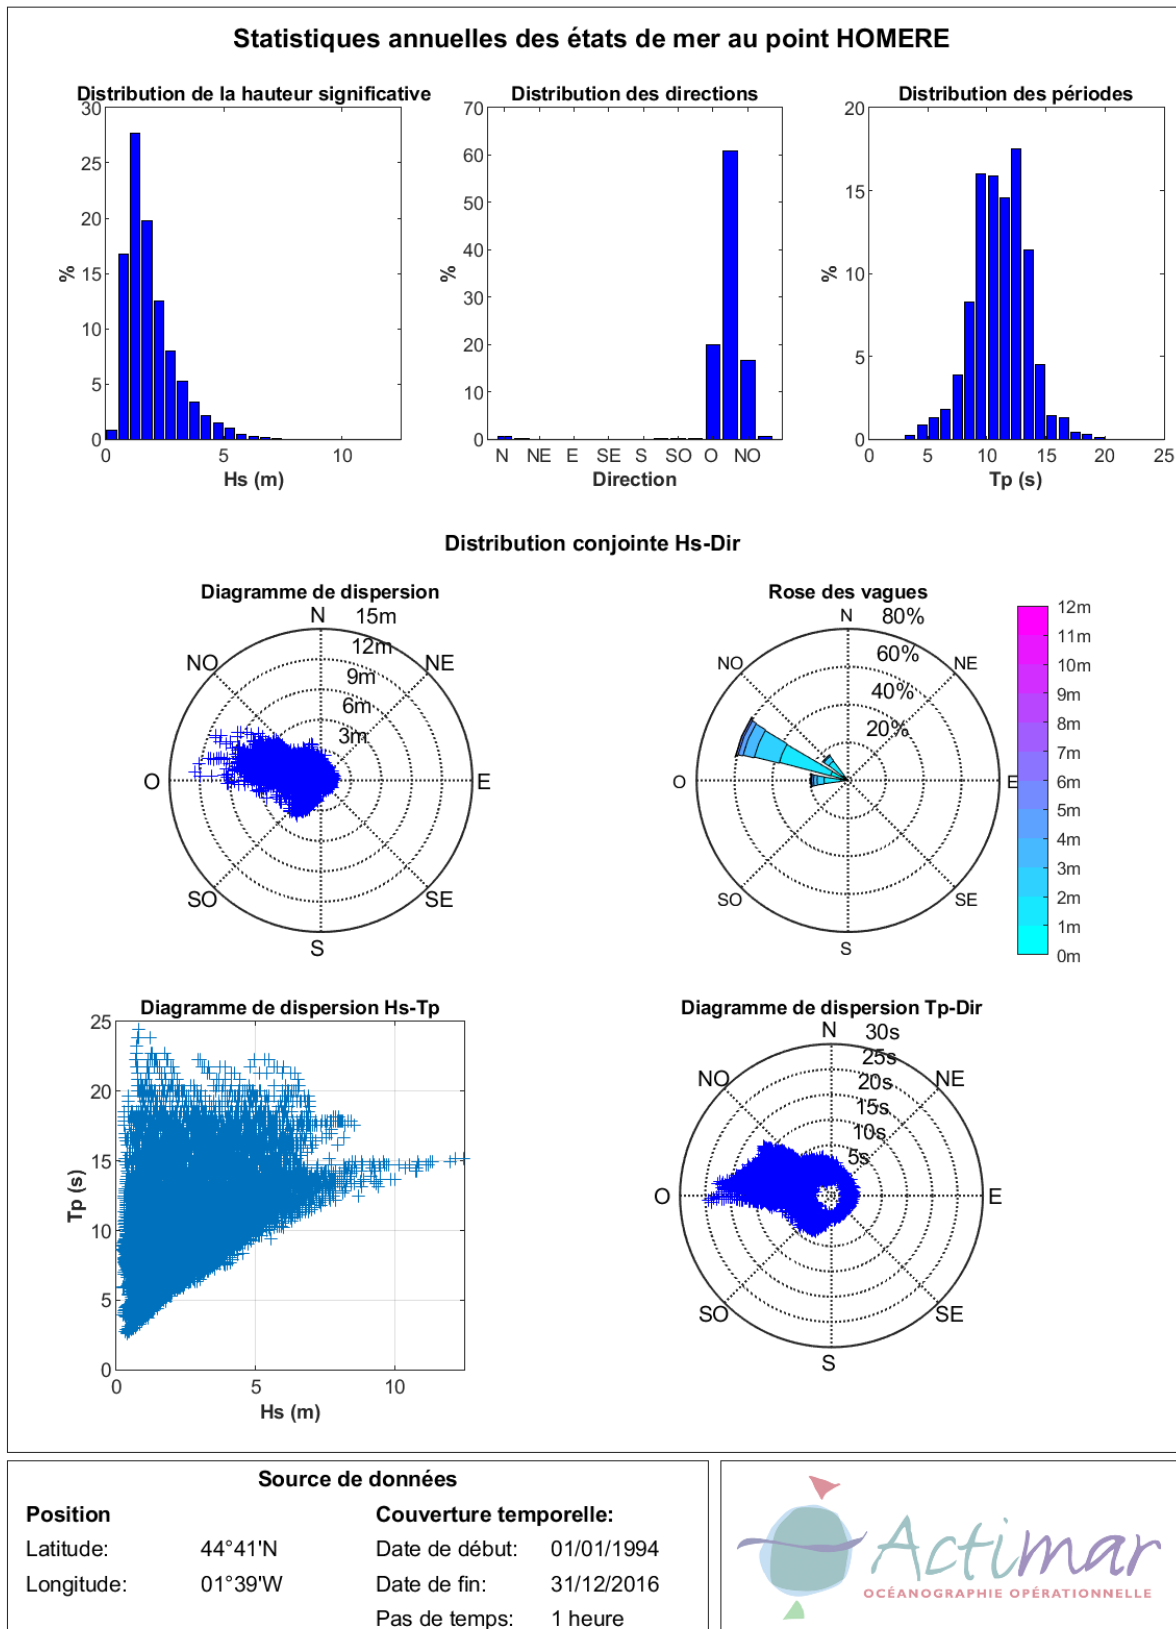 Statistiques annuelles des états de mer au point HOMERE
Distribution de la hauteur significative
30
25
20
15
10
5
0
%
0 5 10
Hs (m)
Distribution des directions
70
60
50
40
30
20
10
0
%
N NE E SE S SO O NO
Direction
Distribution des périodes
20
15
10
5
0
%
0 5 10 15 20 25
Tp (s)
Distribution conjointe Hs-Dir
Diagramme de dispersion
N 15m
12m
9m
6m
3m
NO NE
O E
SO SE
S
Rose des vagues
N 80%
60%
40%
20%
NO NE
O E
SO SE
S
12m
11m
10m
9m
8m
7m
6m
5m
4m
3m
2m
1m
0m
Diagramme de dispersion Hs-Tp
25
20
15
10
5
0
Tp (s)
0 5 10
Hs (m)
Diagramme de dispersion Tp-Dir
N 30s
25s
20s
15s
10s
5s
NO NE
O E
SO SE
S
Source de données
Position Couverture temporelle:
Latitude: 44°41'N Date de début: 01/01/1994
Longitude: 01°39'W Date de fin: 31/12/2016
Pas de temps: 1 heure
Actimar
OCÉANOGRAPHIE OPÉRATIONNELLE